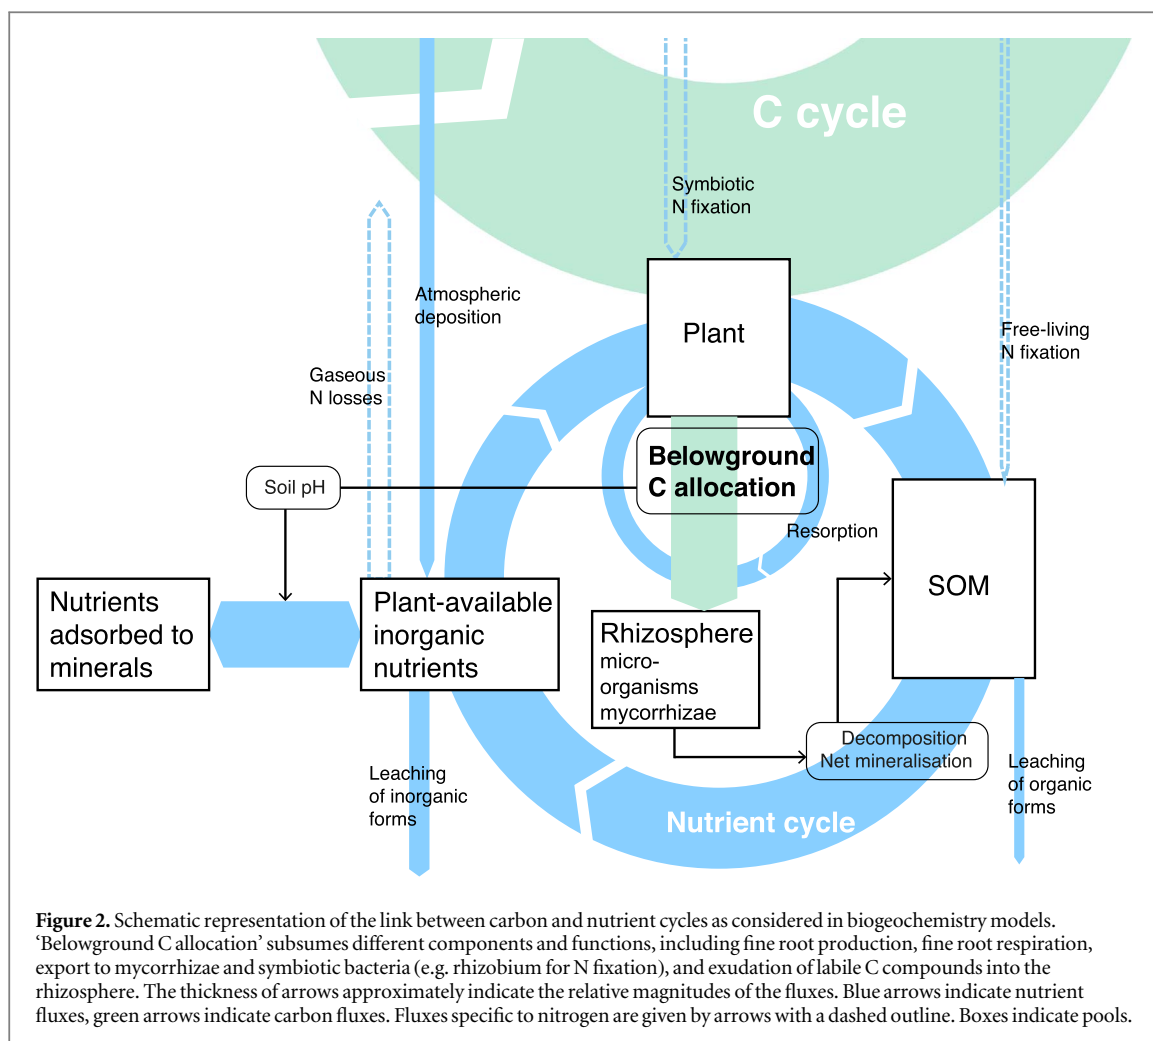 C cycle
Symbiotic
N fixation
Atmospheric
deposition
Plant
Free-living
N fixation
Gaseous
N losses
Belowground
C allocation
Soil pH
Resorption
SOM
Nutrients
adsorbed to
minerals
Plant-available
inorganic
nutrients
Rhizosphere
micro-
organisms
mycorrhizae
Decomposition
Net mineralisation
Leaching
of inorganic
forms
Leaching
of organic
forms
Nutrient cycle
Figure 2. Schematic representation of the link between carbon and nutrient cycles as considered in biogeochemistry models.
‘Belowground C allocation’ subsumes different components and functions, including fine root production, fine root respiration,
export to mycorrhizae and symbiotic bacteria (e.g. rhizobium for N fixation), and exudation of labile C compounds into the
rhizosphere. The thickness of arrows approximately indicate the relative magnitudes of the fluxes. Blue arrows indicate nutrient
fluxes, green arrows indicate carbon fluxes. Fluxes specific to nitrogen are given by arrows with a dashed outline. Boxes indicate pools.